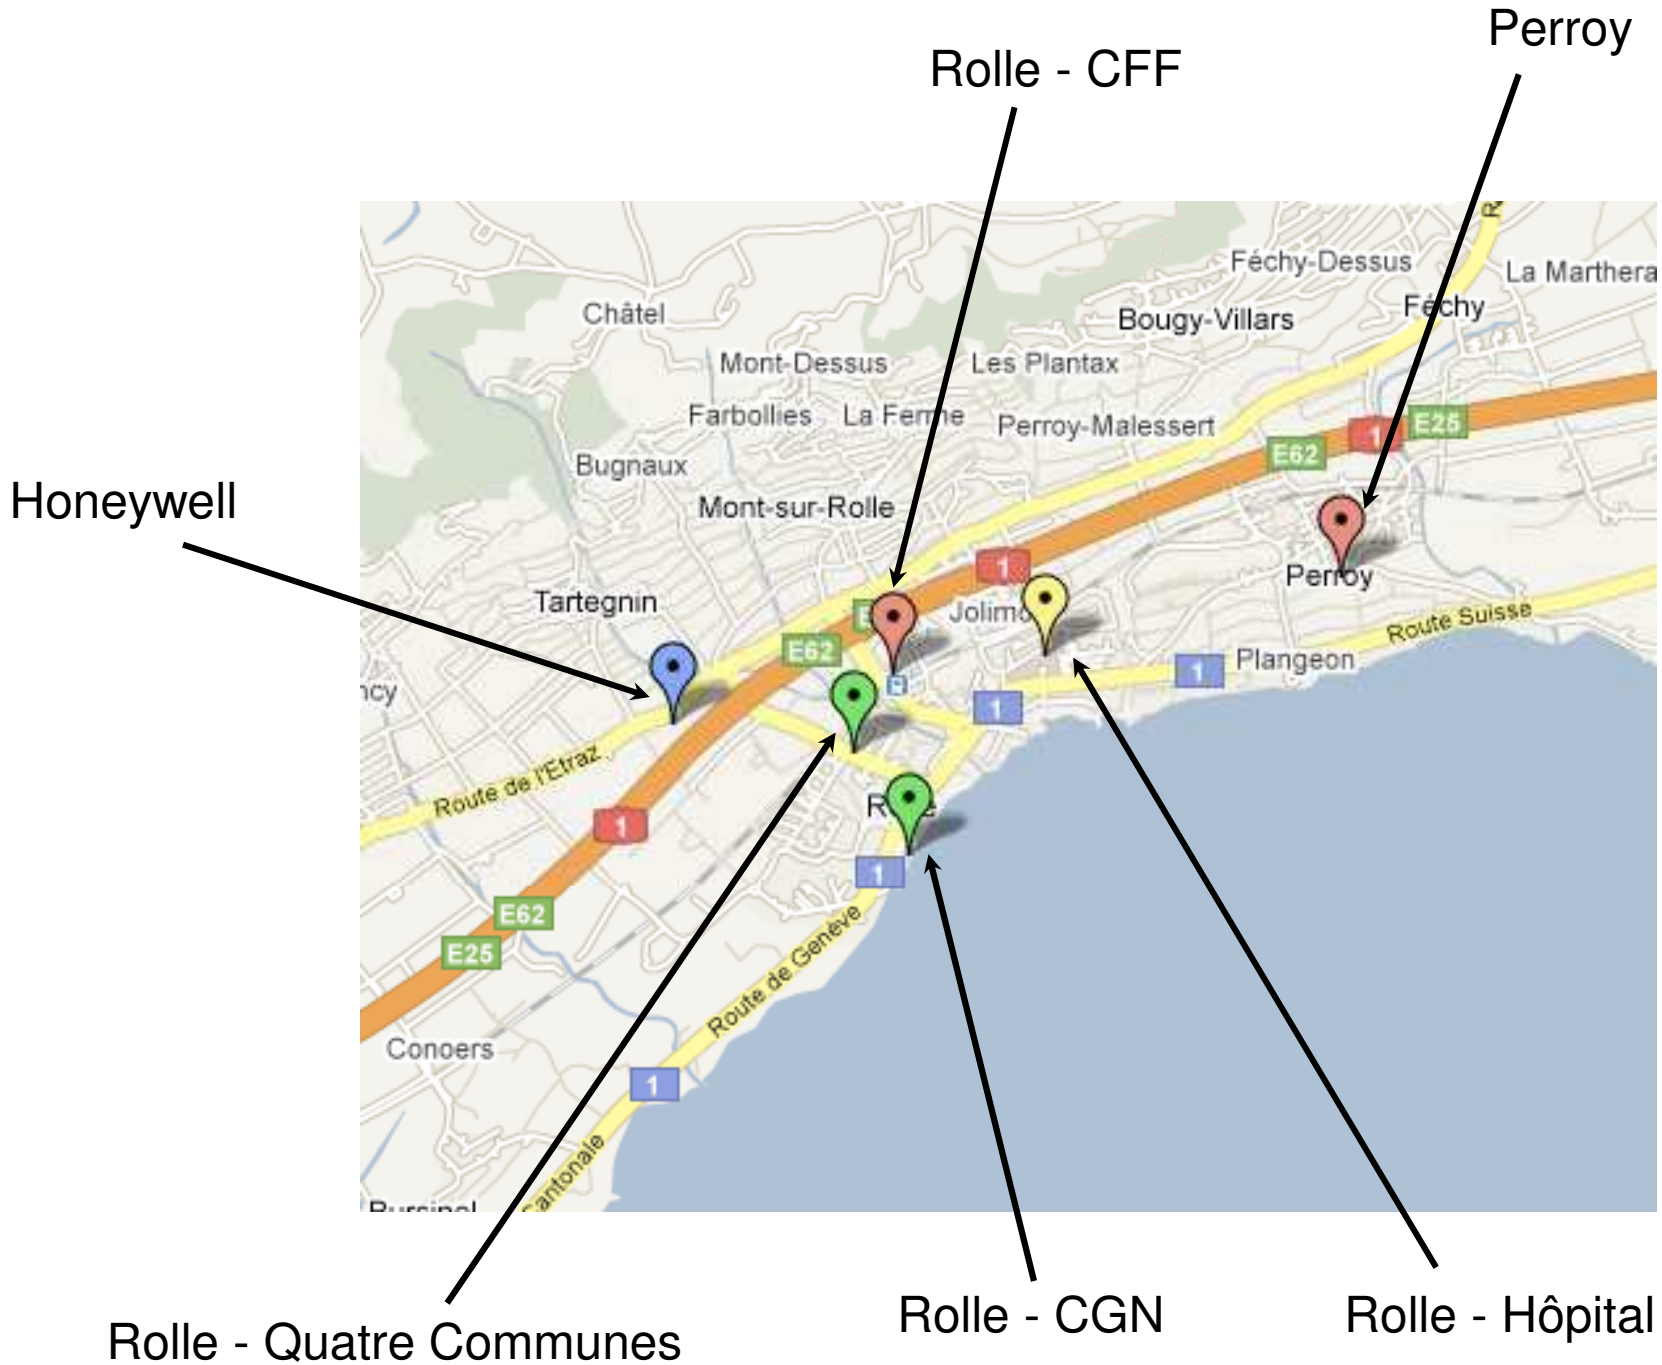 Perroy
Rolle - CFF
R
Féchy-Dessus
La Marthera
Châtel
Bougy-Villars
Féchy
Mont-Dessus
Les Plantax
Farbollies
La Ferme
Perroy-Malessert
1
E25
E62
Bugnaux
Honeywell
Mont-sur-Rolle
1
Perroy
Tartegnin
Jolim
Route Suisse
E62
Plangeon
1
ncy
1
Route de l'Etraz
1
1
E62
E25
Route de Genève
Conoers
1
Cantonale
Bursinel
Rolle - Quatre Communes
Rolle - CGN
Rolle - Hôpital